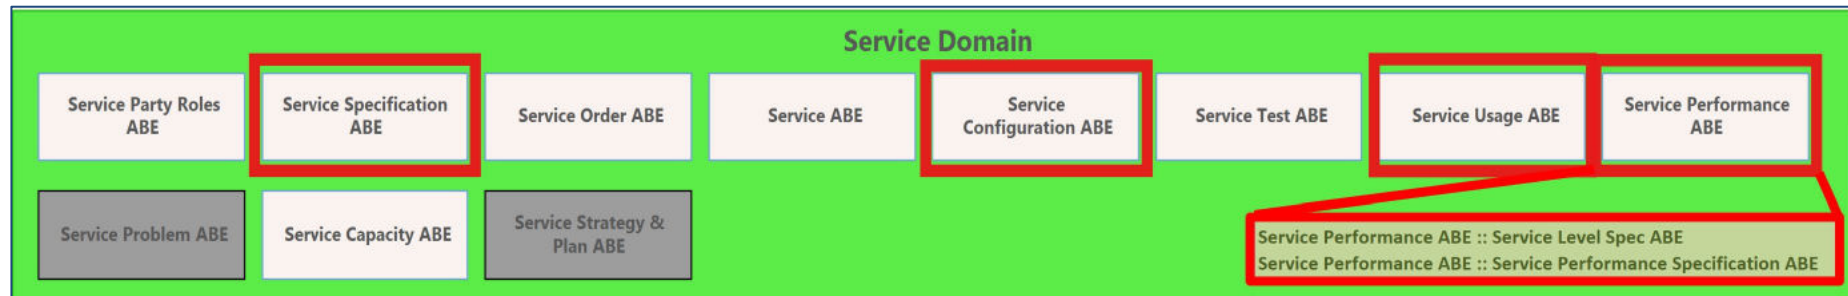 Service Domain
Service Party Roles
ABE
Service Specification
ABE
Service Order ABE
Service ABE
Service
Configuration ABE
Service Test ABE
Service Usage ABE
Service Performance
ABE
Service Problem ABE
Service Capacity ABE
Service Strategy &
Plan ABE
Service Performance ABE :: Service Level Spec ABE
Service Performance ABE :: Service Performance Specification ABE